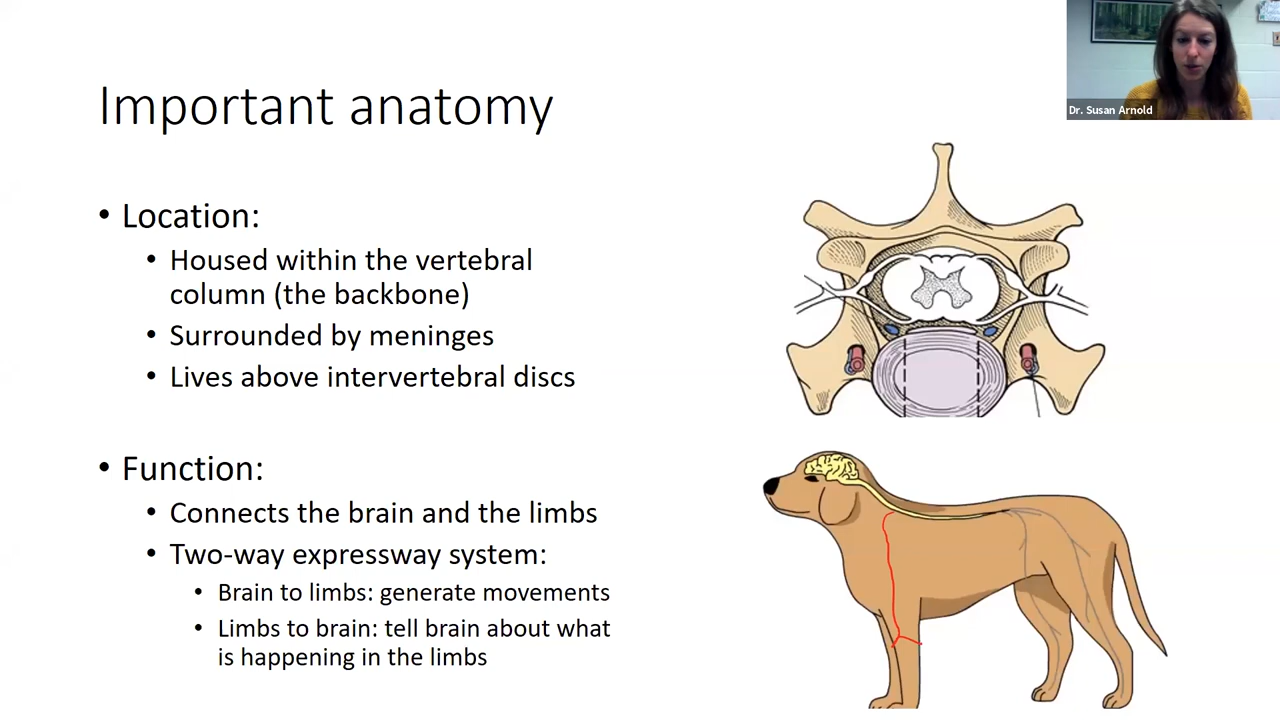 Dr. Susan Arnold
Important anatomy
• Location:
• Housed within the vertebral
column (the backbone)
• Surrounded by meninges
• Lives above intervertebral discs
• Function:
• Connects the brain and the limbs
• Two-way expressway system:
• Brain to limbs: generate movements
• Limbs to brain: tell brain about what
is happening in the limbs